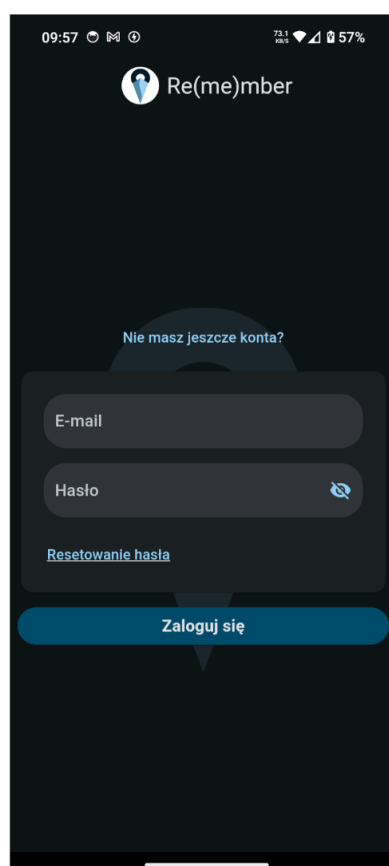 09:57 73.1 KB/S 57%
Re(me)mber
Nie masz jeszcze konta?
E-mail
Hasło
Resetowanie hasła
Zaloguj się